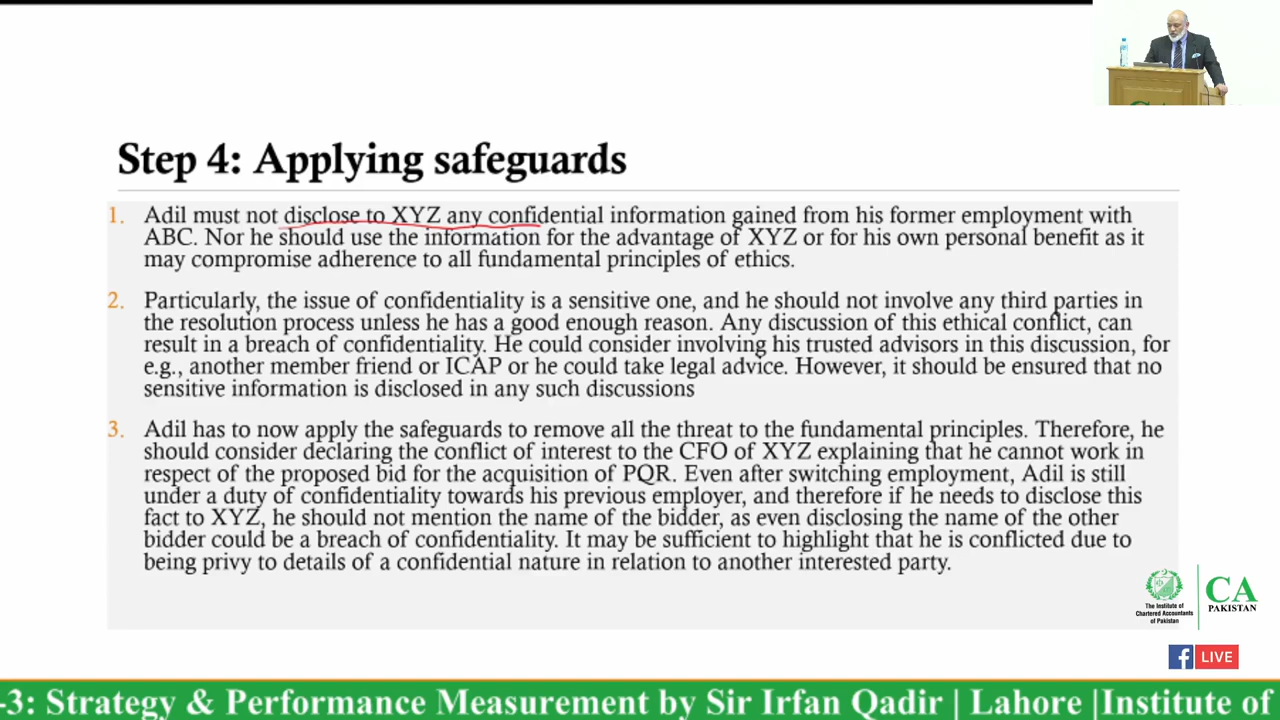 Step 4: Applying safeguards
1. Adil must not disclose to XYZ any confidential information gained from his former employment with
ABC. Nor he should use the information for the advantage of XYZ or for his own personal benefit as it
may compromise adherence to all fundamental principles of ethics.
2. Particularly, the issue of confidentiality is a sensitive one, and he should not involve any third parties in
the resolution process unless he has a good enough reason. Any discussion of this ethical conflict, can
result in a breach of confidentiality. He could consider involving his trusted advisors in this discussion, for
e.g., another member friend or ICAP or he could take legal advice. However, it should be ensured that no
sensitive information is disclosed in any such discussions
3. Adil has to now apply the safeguards to remove all the threat to the fundamental principles. Therefore, he
should consider declaring the conflict of interest to the CFO of XYZ explaining that he cannot work in
respect of the proposed bid for the acquisition of PQR. Even after switching employment, Adil is still
under a duty of confidentiality towards his previous employer, and therefore if he needs to disclose this
fact to XYZ, he should not mention the name of the bidder, as even disclosing the name of the other
bidder could be a breach of confidentiality. It may be sufficient to highlight that he is conflicted due to
being privy to details of a confidential nature in relation to another interested party.
The Institute of
Chartered Accountants
of Pakistan
CA
PAKISTAN
f LIVE
-3: Strategy & Performance Measurement by Sir Irfan Qadir | Lahore |Institute of